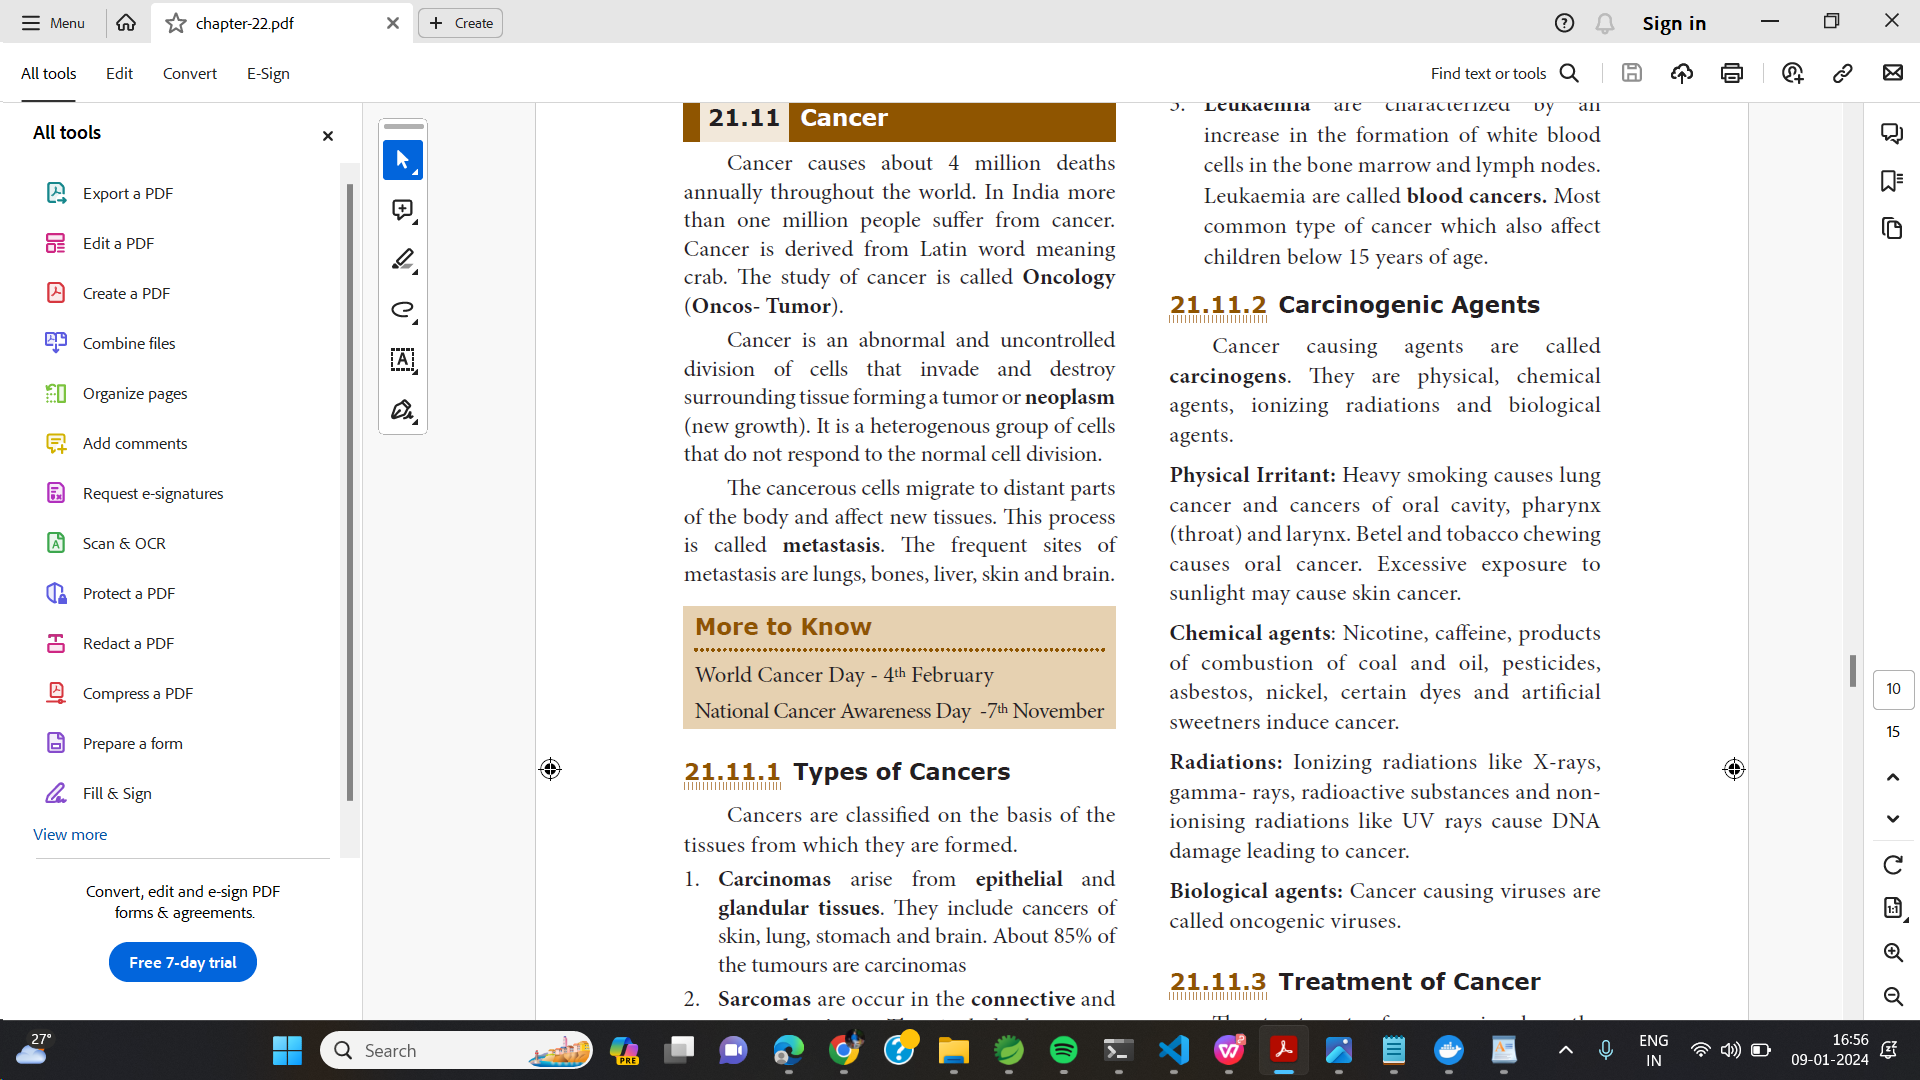 Menu
chapter-22.pdf
Create
Sign in
All tools
Edit
Convert
E-Sign
Find text or tools
All tools
Export a PDF
Edit a PDF
Create a PDF
Combine files
Organize pages
Add comments
Request e-signatures
Scan & OCR
Protect a PDF
Redact a PDF
Compress a PDF
Prepare a form
Fill & Sign
View more
Convert, edit and e-sign PDF
forms & agreements.
Free 7-day trial
21.11 Cancer
Cancer causes about 4 million deaths
annually throughout the world. In India more
than one million people suffer from cancer.
Cancer is derived from Latin word meaning
crab. The study of cancer is called Oncology
(Oncos- Tumor).
Cancer is an abnormal and uncontrolled
division of cells that invade and destroy
surrounding tissue forming a tumor or neoplasm
(new growth). It is a heterogenous group of cells
that do not respond to the normal cell division.
The cancerous cells migrate to distant parts
of the body and affect new tissues. This process
is called metastasis. The frequent sites of
metastasis are lungs, bones, liver, skin and brain.
More to Know
World Cancer Day - 4th February
National Cancer Awareness Day -7th November
21.11.1 Types of Cancers
Cancers are classified on the basis of the
tissues from which they are formed.
1. Carcinomas arise from epithelial and
glandular tissues. They include cancers of
skin, lung, stomach and brain. About 85% of
the tumours are carcinomas
2. Sarcomas are occur in the connective and
3. Leukaemia are characterized by an
increase in the formation of white blood
cells in the bone marrow and lymph nodes.
Leukaemia are called blood cancers. Most
common type of cancer which also affect
children below 15 years of age.
21.11.2 Carcinogenic Agents
Cancer causing agents are called
carcinogens. They are physical, chemical
agents, ionizing radiations and biological
agents.
Physical Irritant: Heavy smoking causes lung
cancer and cancers of oral cavity, pharynx
(throat) and larynx. Betel and tobacco chewing
causes oral cancer. Excessive exposure to
sunlight may cause skin cancer.
Chemical agents: Nicotine, caffeine, products
of combustion of coal and oil, pesticides,
asbestos, nickel, certain dyes and artificial
sweetners induce cancer.
Radiations: Ionizing radiations like X-rays,
gamma- rays, radioactive substances and non-
ionising radiations like UV rays cause DNA
damage leading to cancer.
Biological agents: Cancer causing viruses are
called oncogenic viruses.
21.11.3 Treatment of Cancer
10
15
1:1
27°
Search
PRE
ENG
IN
16:56
09-01-2024